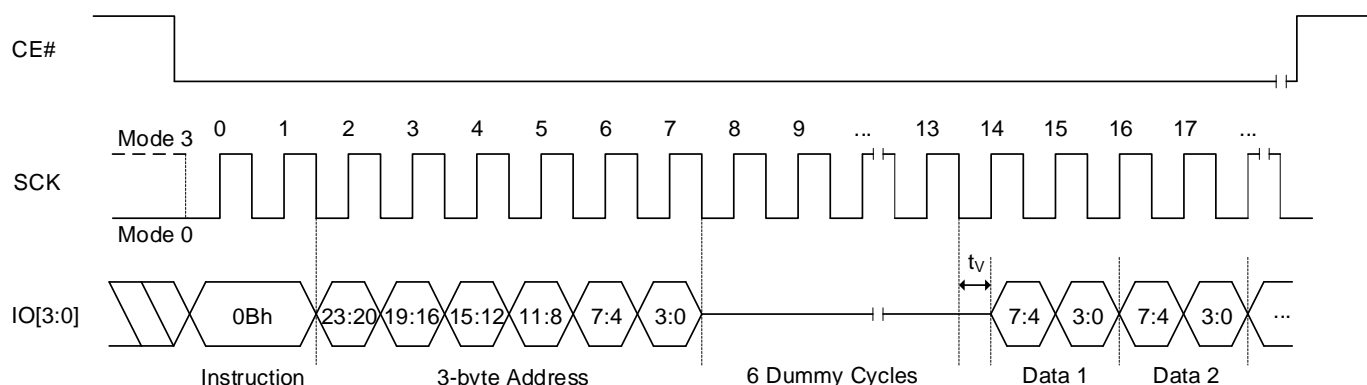 CE#
0 1 2 3 4 5 6 7 8 9 ... 13 14 15 16 17 ...
Mode 3
SCK
Mode 0
tV
IO[3:0] 0Bh 23:20 19:16 15:12 11:8 7:4 3:0 7:4 3:0 7:4 3:0 ...
Instruction 3-byte Address 6 Dummy Cycles Data 1 Data 2